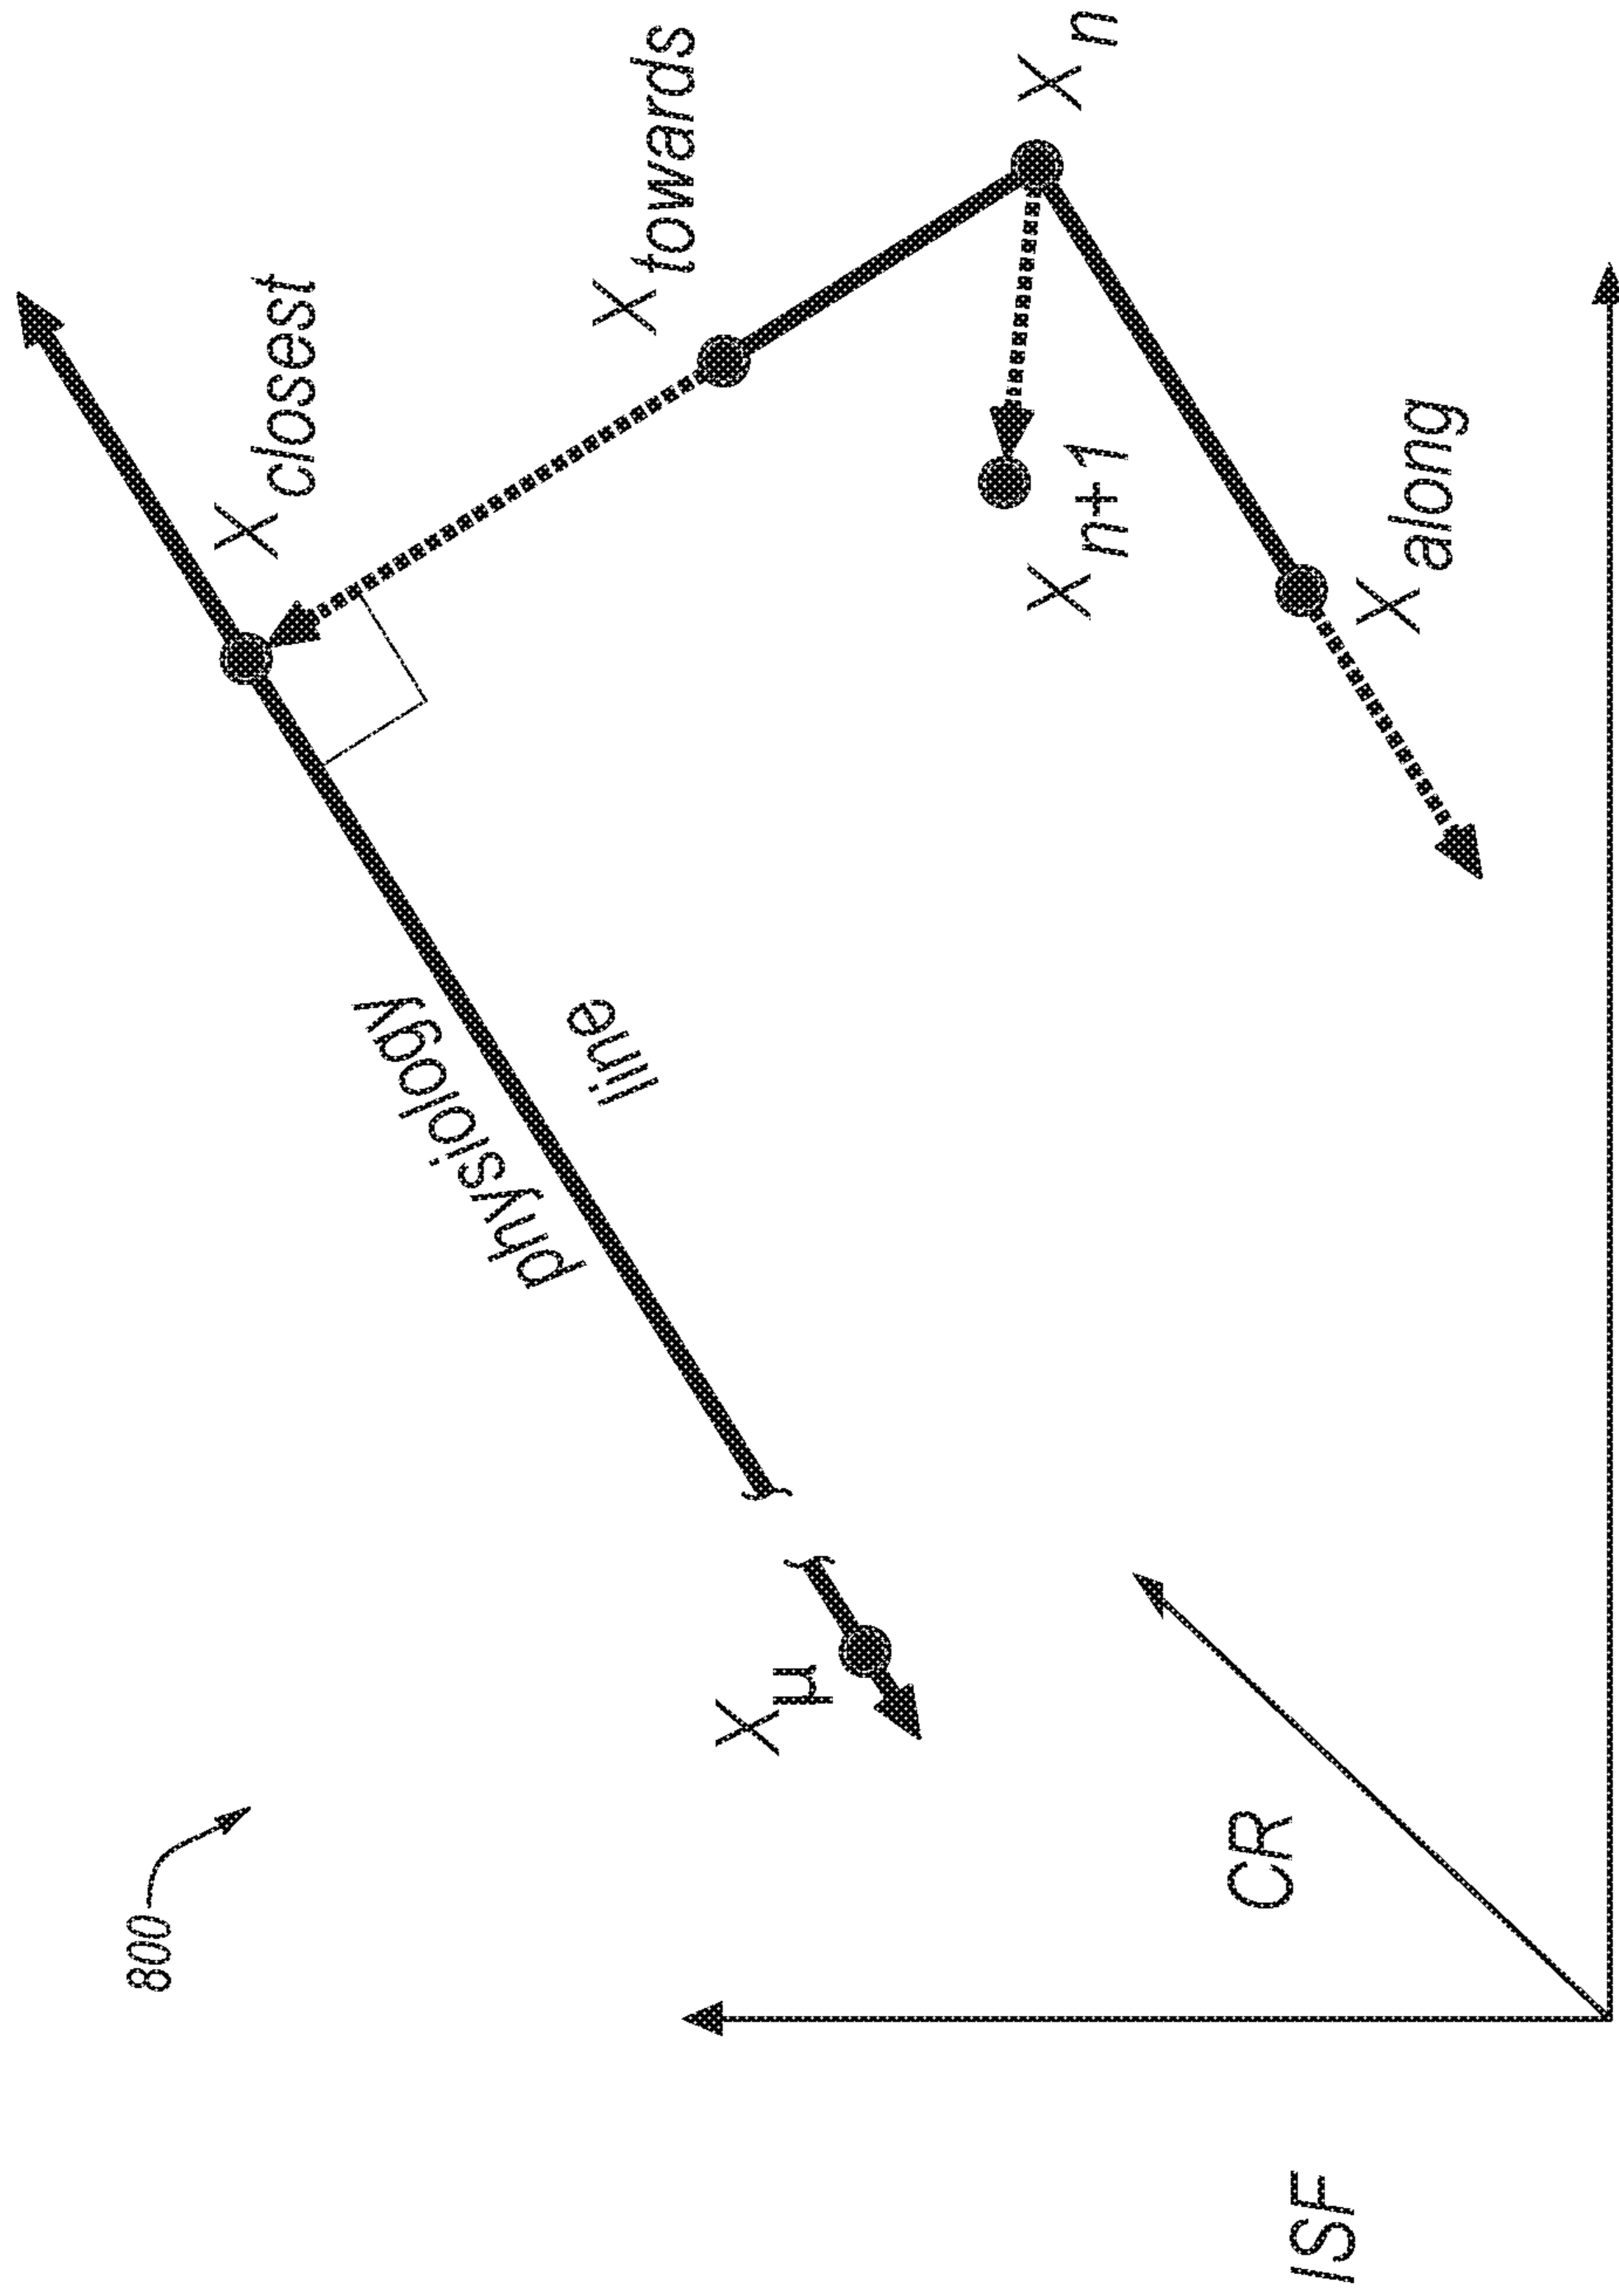 800
X closest
X towards
X n
X n+1
X along
physiology
line
X μ
CR
ISF